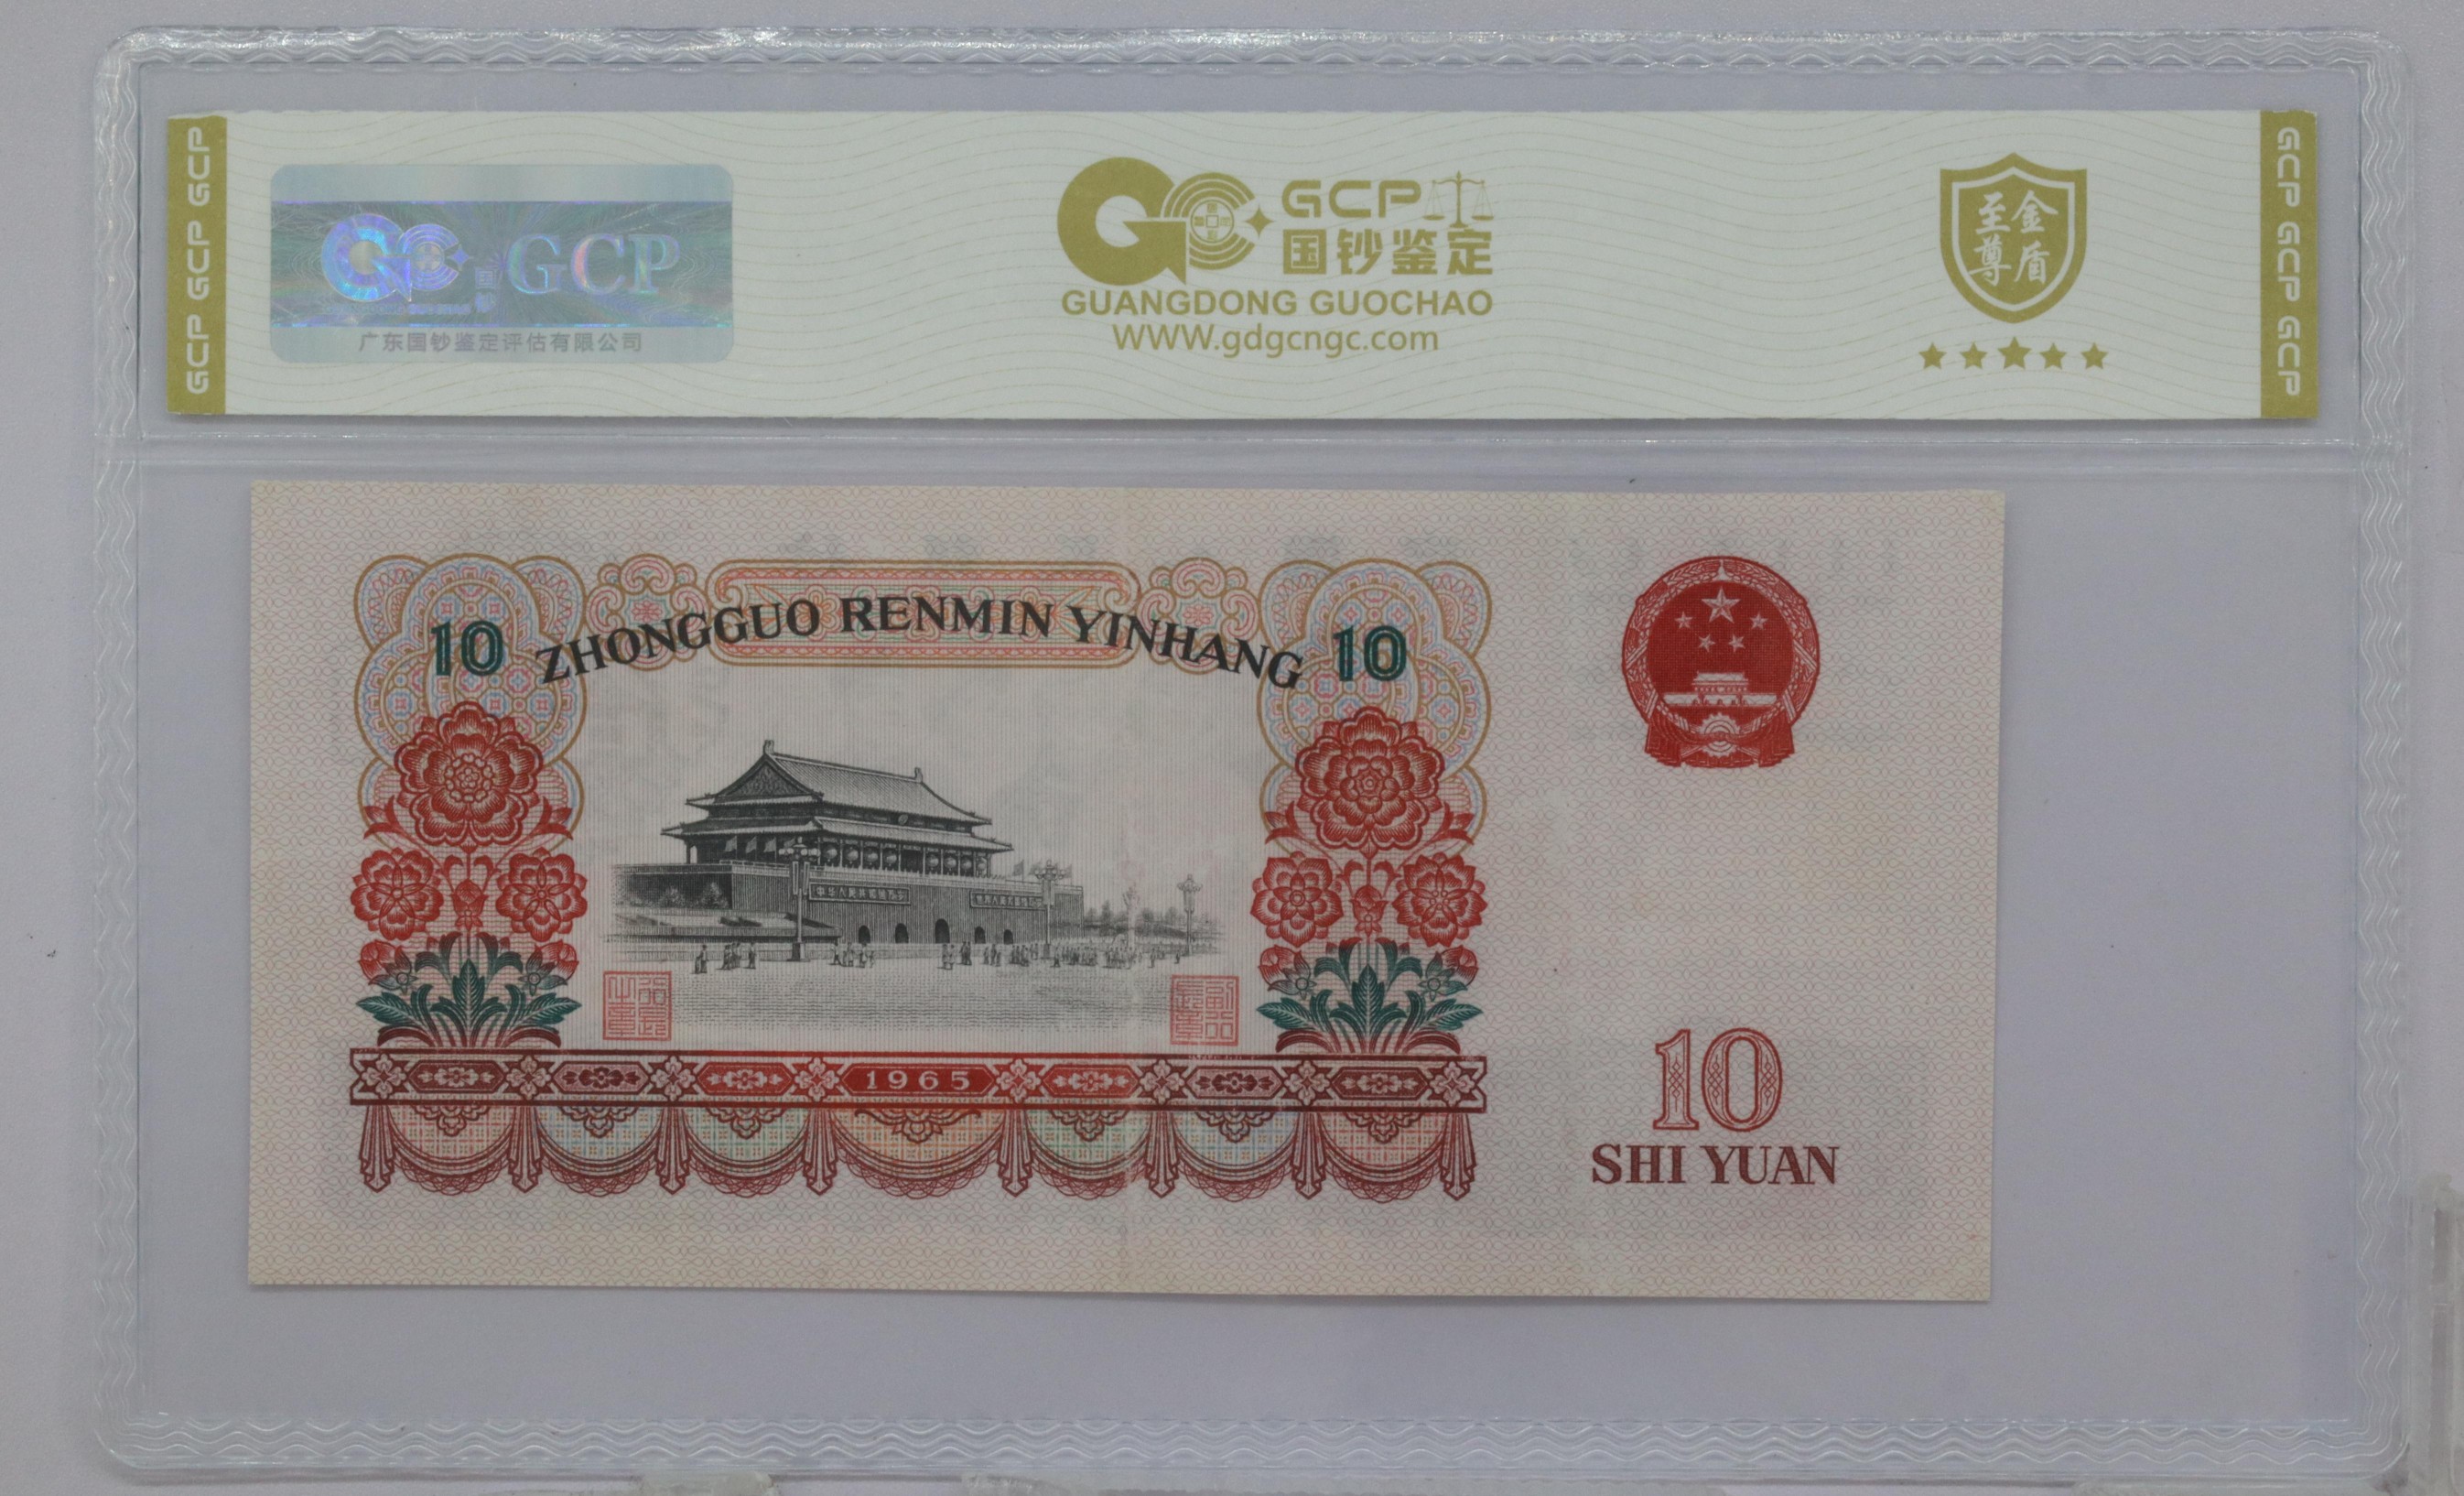 GCP GCP GCP
GCP
广东国钞鉴定评估有限公司
GCP
国钞鉴定
GUANGDONG GUOCHAO
WWW.gdgcngc.com
至金
尊盾
GCP GCP GCP
10 ZHONGGUO RENMIN YINHANG 10
1965
10
SHI YUAN